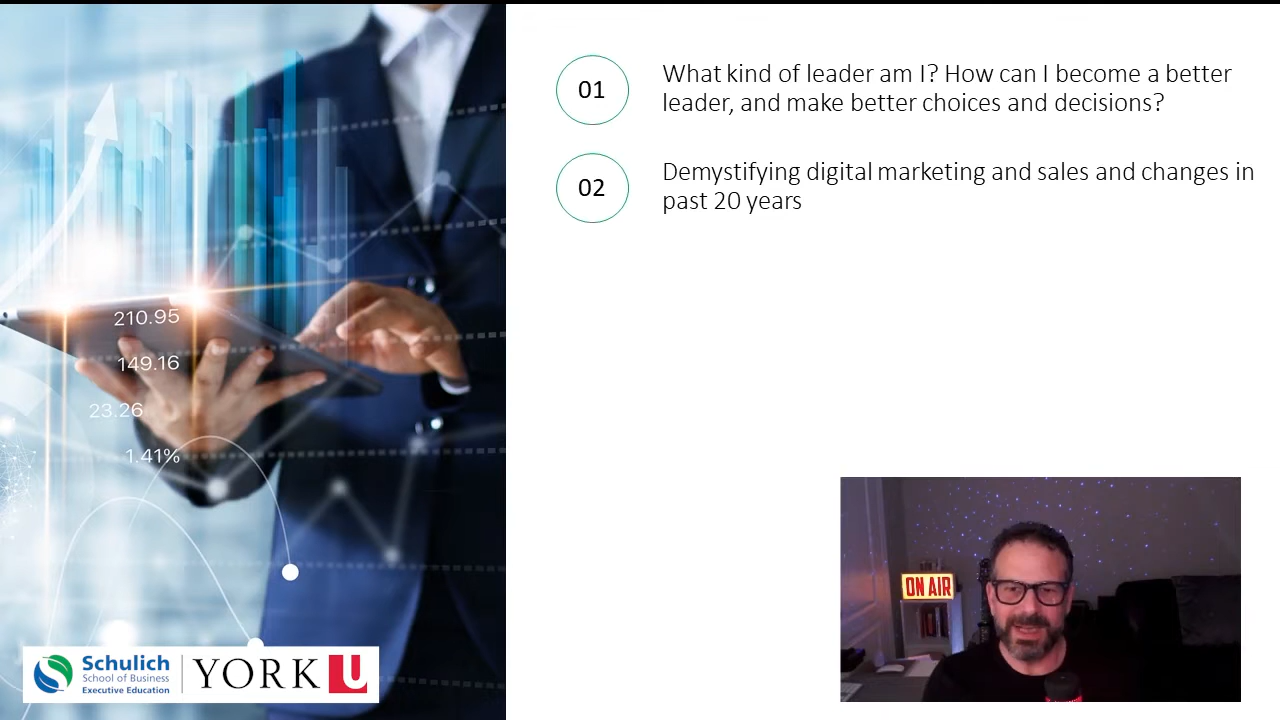 01
What kind of leader am I? How can I become a better
leader, and make better choices and decisions?
02
Demystifying digital marketing and sales and changes in
past 20 years
210.95
149.16
23.26
1.41%
ON AIR
Schulich
School of Business
Executive Education
YORK U